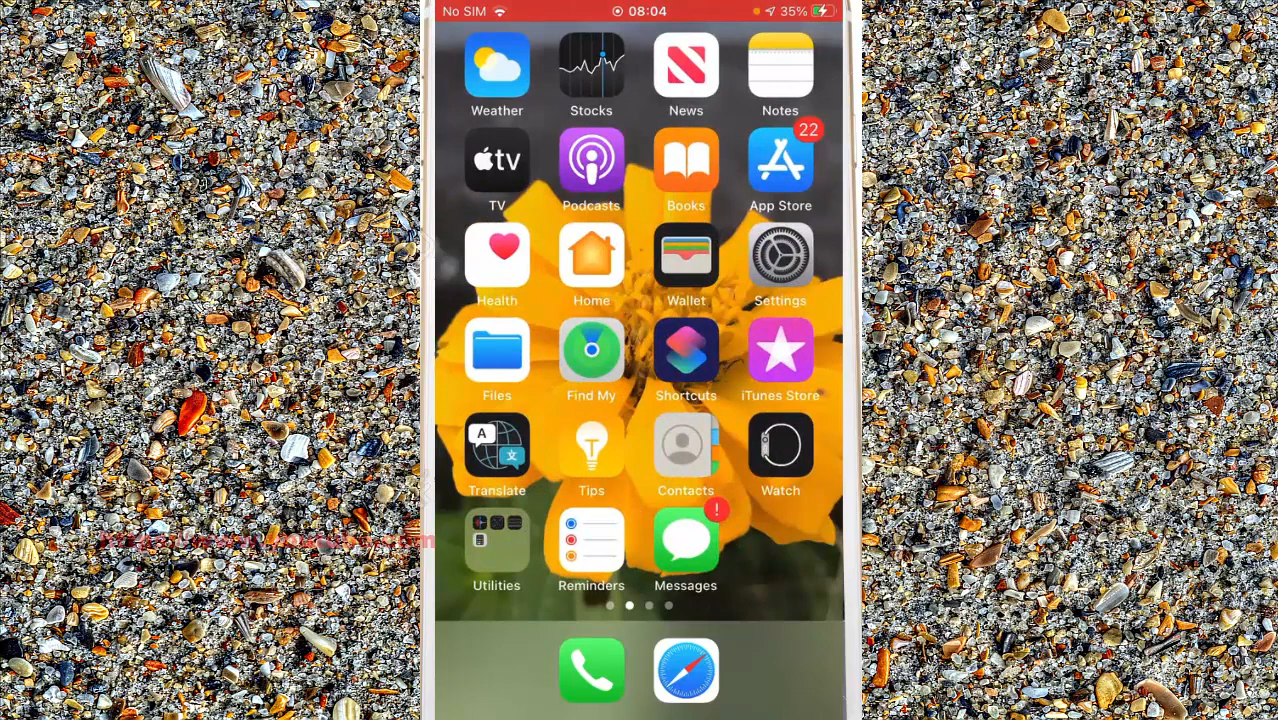 No SIM 08:04 35%
Weather Stocks News Notes
tv 22
TV Podcasts Books App Store
Health Home Wallet Settings
Files Find My Shortcuts iTunes Store
A 文 T
Translate Tips Contacts Watch
!
Utilities Reminders Messages